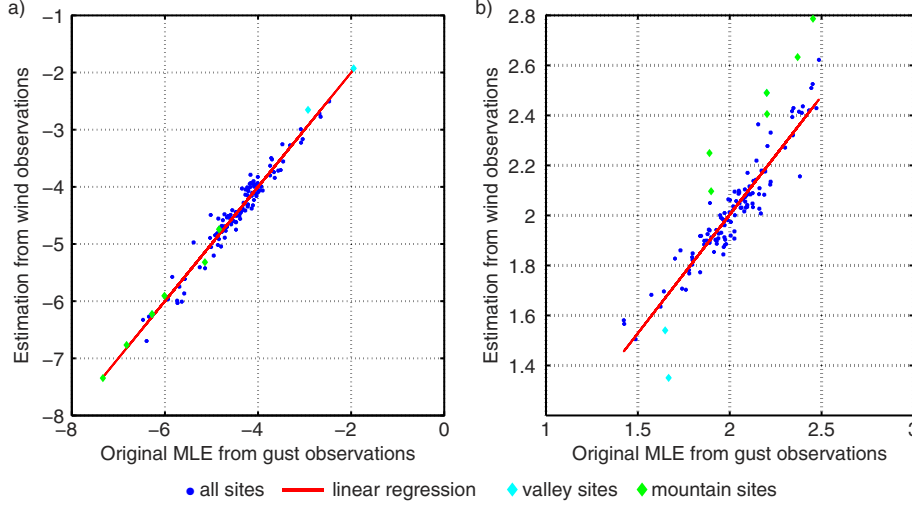 a)
−1
−2
−3
−4
−5
−6
−7
−8
−8
−6
−4
−2
0
Estimation from wind observations
Original MLE from gust observations
b)
2.8
2.6
2.4
2.2
2
1.8
1.6
1.4
1
1.5
2
2.5
3
Estimation from wind observations
Original MLE from gust observations
all sites
linear regression
valley sites
mountain sites